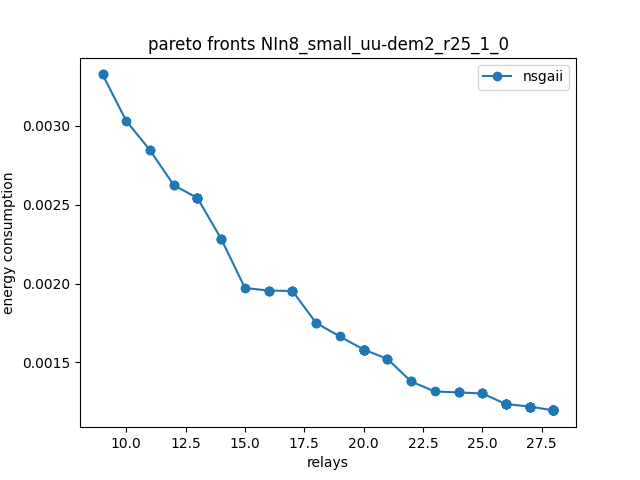 pareto fronts NIn8_small_uu-dem2_r25_1_0
nsgaii
0.0030
0.0025
0.0020
0.0015
energy consumption
10.0 12.5 15.0 17.5 20.0 22.5 25.0 27.5
relays